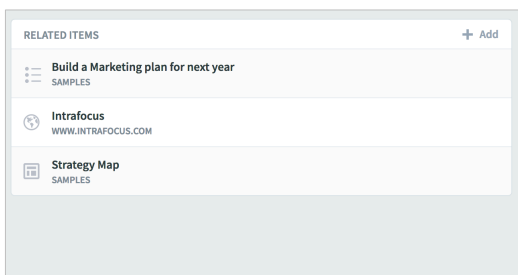 RELATED ITEMS
+ Add
Build a Marketing plan for next year
SAMPLES
Intrafocus
WWW.INTRAFOCUS.COM
Strategy Map
SAMPLES